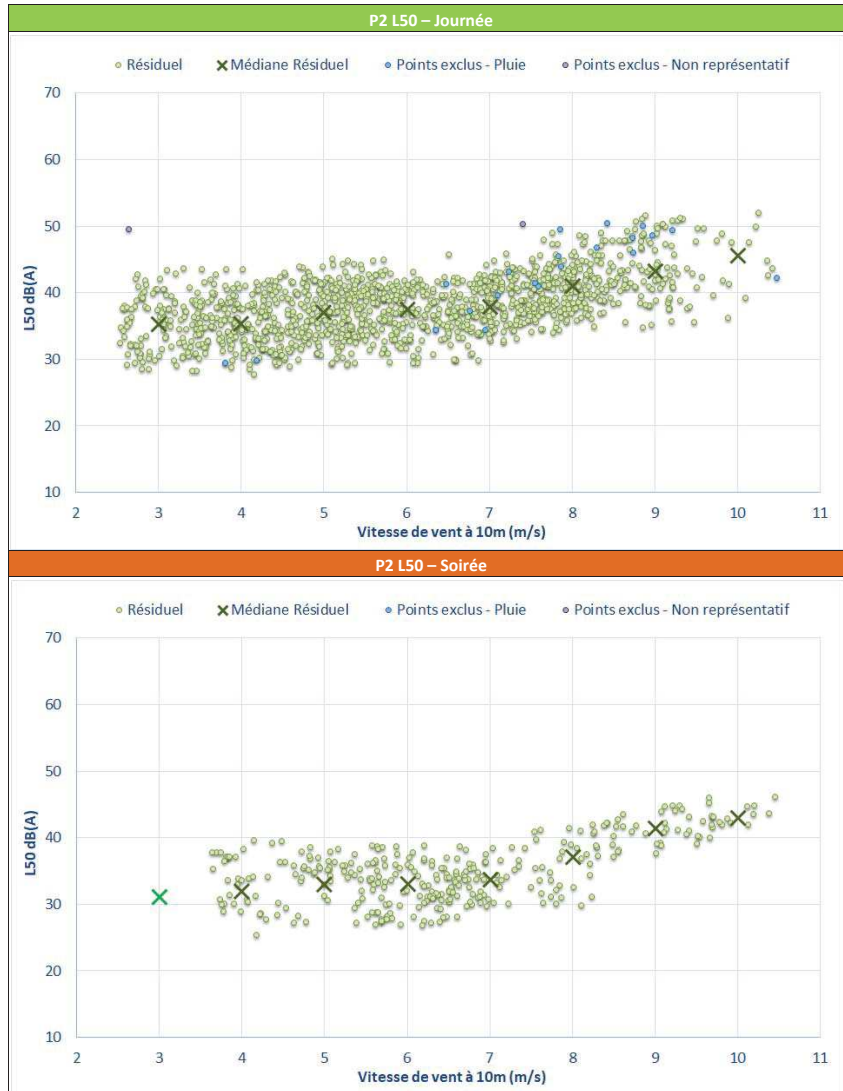 P2 L50 – Journée
Résiduel Médiane Résiduel Points exclus - Pluie Points exclus - Non représentatif
70
60
50
40
30
20
10
L50 dB(A)
2 3 4 5 6 7 8 9 10 11
Vitesse de vent à 10m (m/s)
P2 L50 – Soirée
Résiduel Médiane Résiduel Points exclus - Pluie Points exclus - Non représentatif
70
60
50
40
30
20
10
L50 dB(A)
2 3 4 5 6 7 8 9 10 11
Vitesse de vent à 10m (m/s)